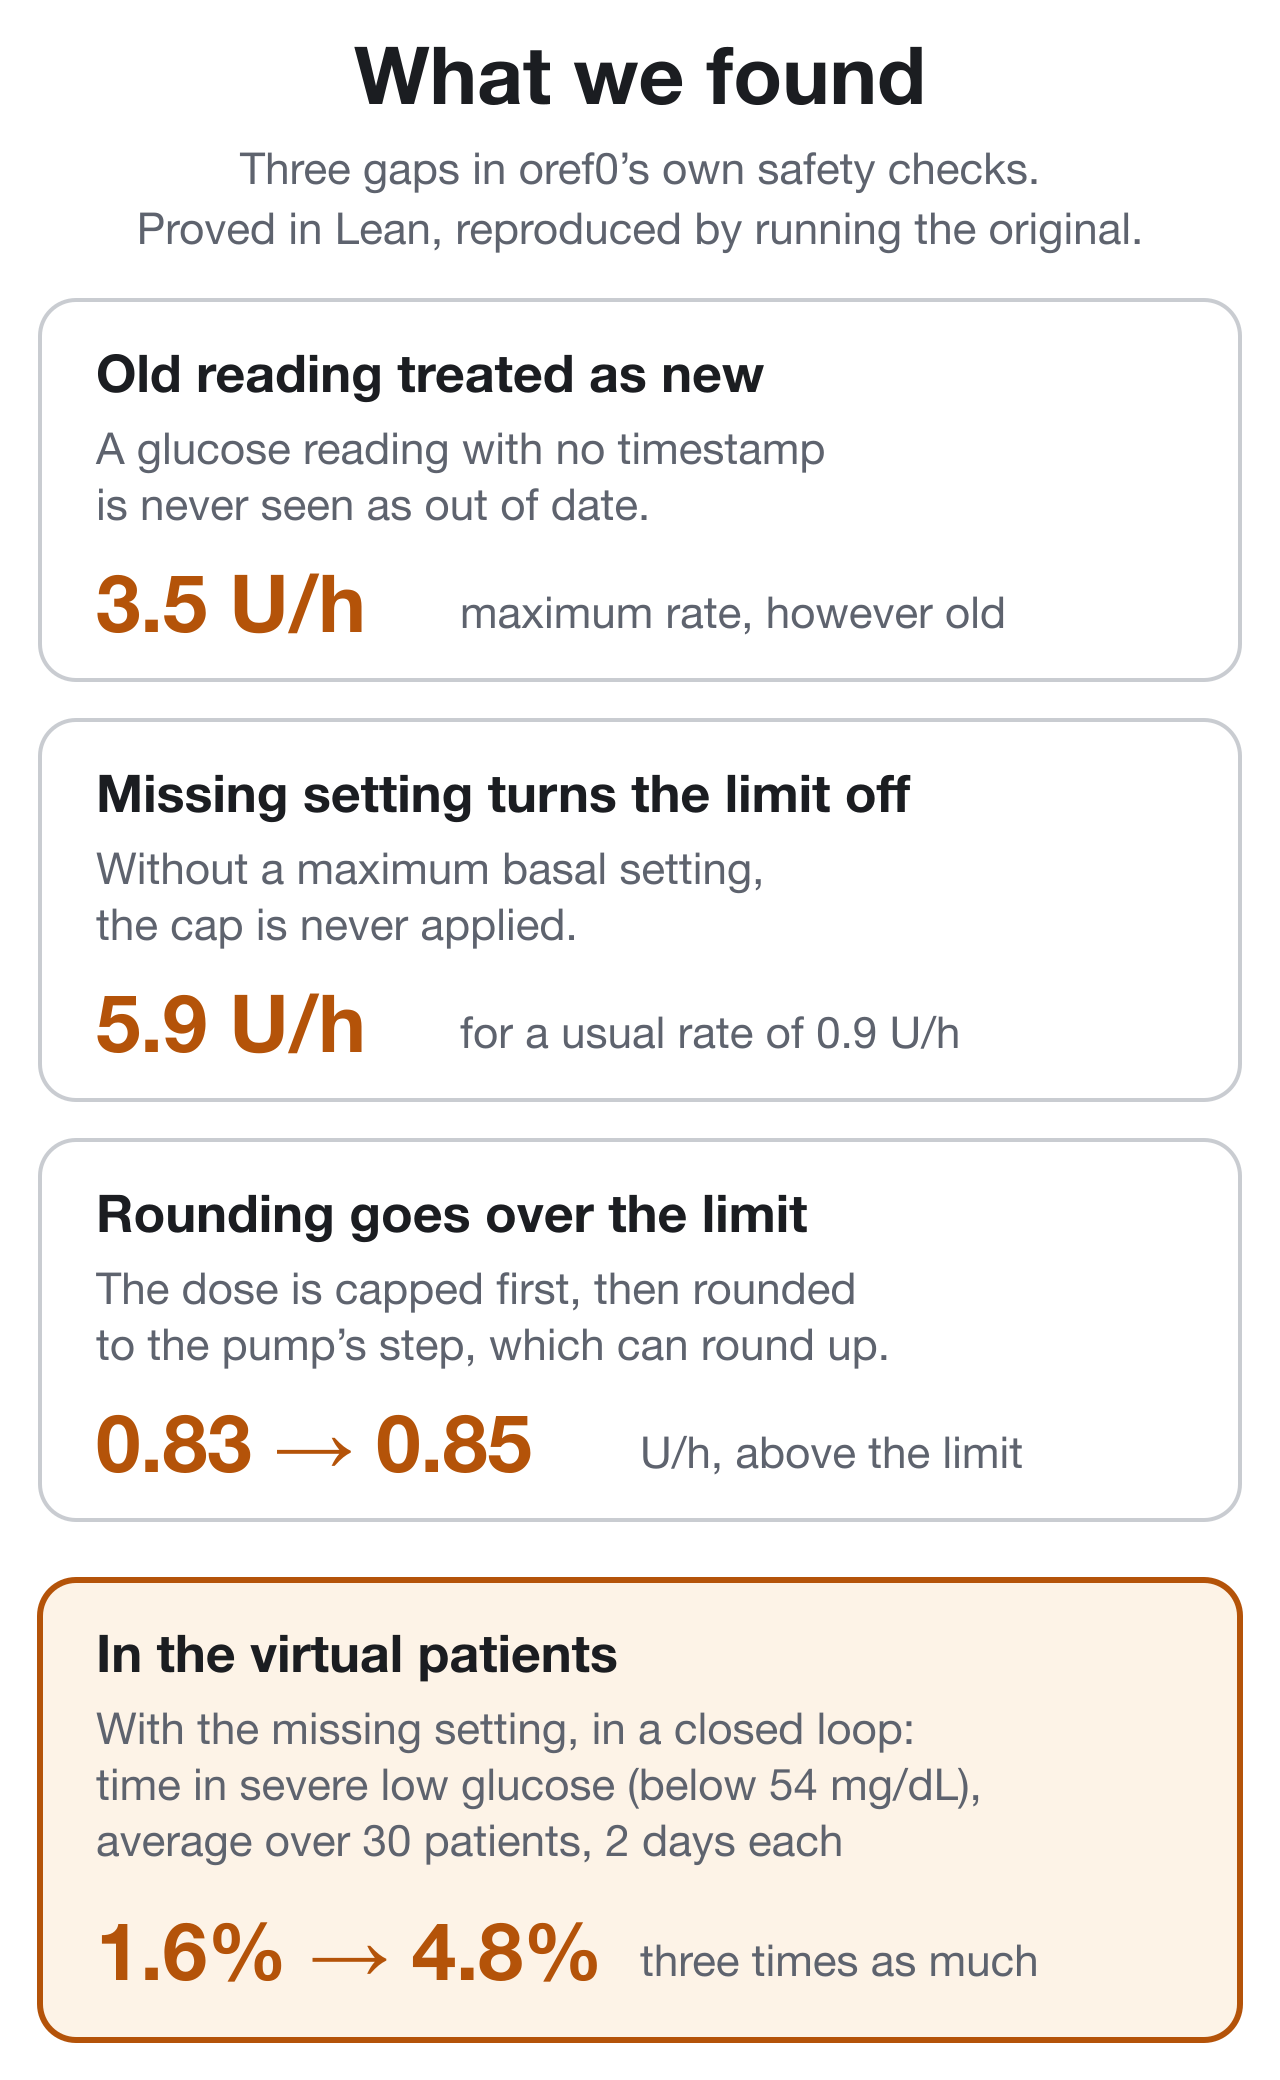 What we found
Three gaps in oref0’s own safety checks.
Proved in Lean, reproduced by running the original.
Old reading treated as new
A glucose reading with no timestamp
is never seen as out of date.
3.5 U/h maximum rate, however old
Missing setting turns the limit off
Without a maximum basal setting,
the cap is never applied.
5.9 U/h for a usual rate of 0.9 U/h
Rounding goes over the limit
The dose is capped first, then rounded
to the pump’s step, which can round up.
0.83 → 0.85 U/h, above the limit
In the virtual patients
With the missing setting, in a closed loop:
time in severe low glucose (below 54 mg/dL),
average over 30 patients, 2 days each
1.6% → 4.8% three times as much